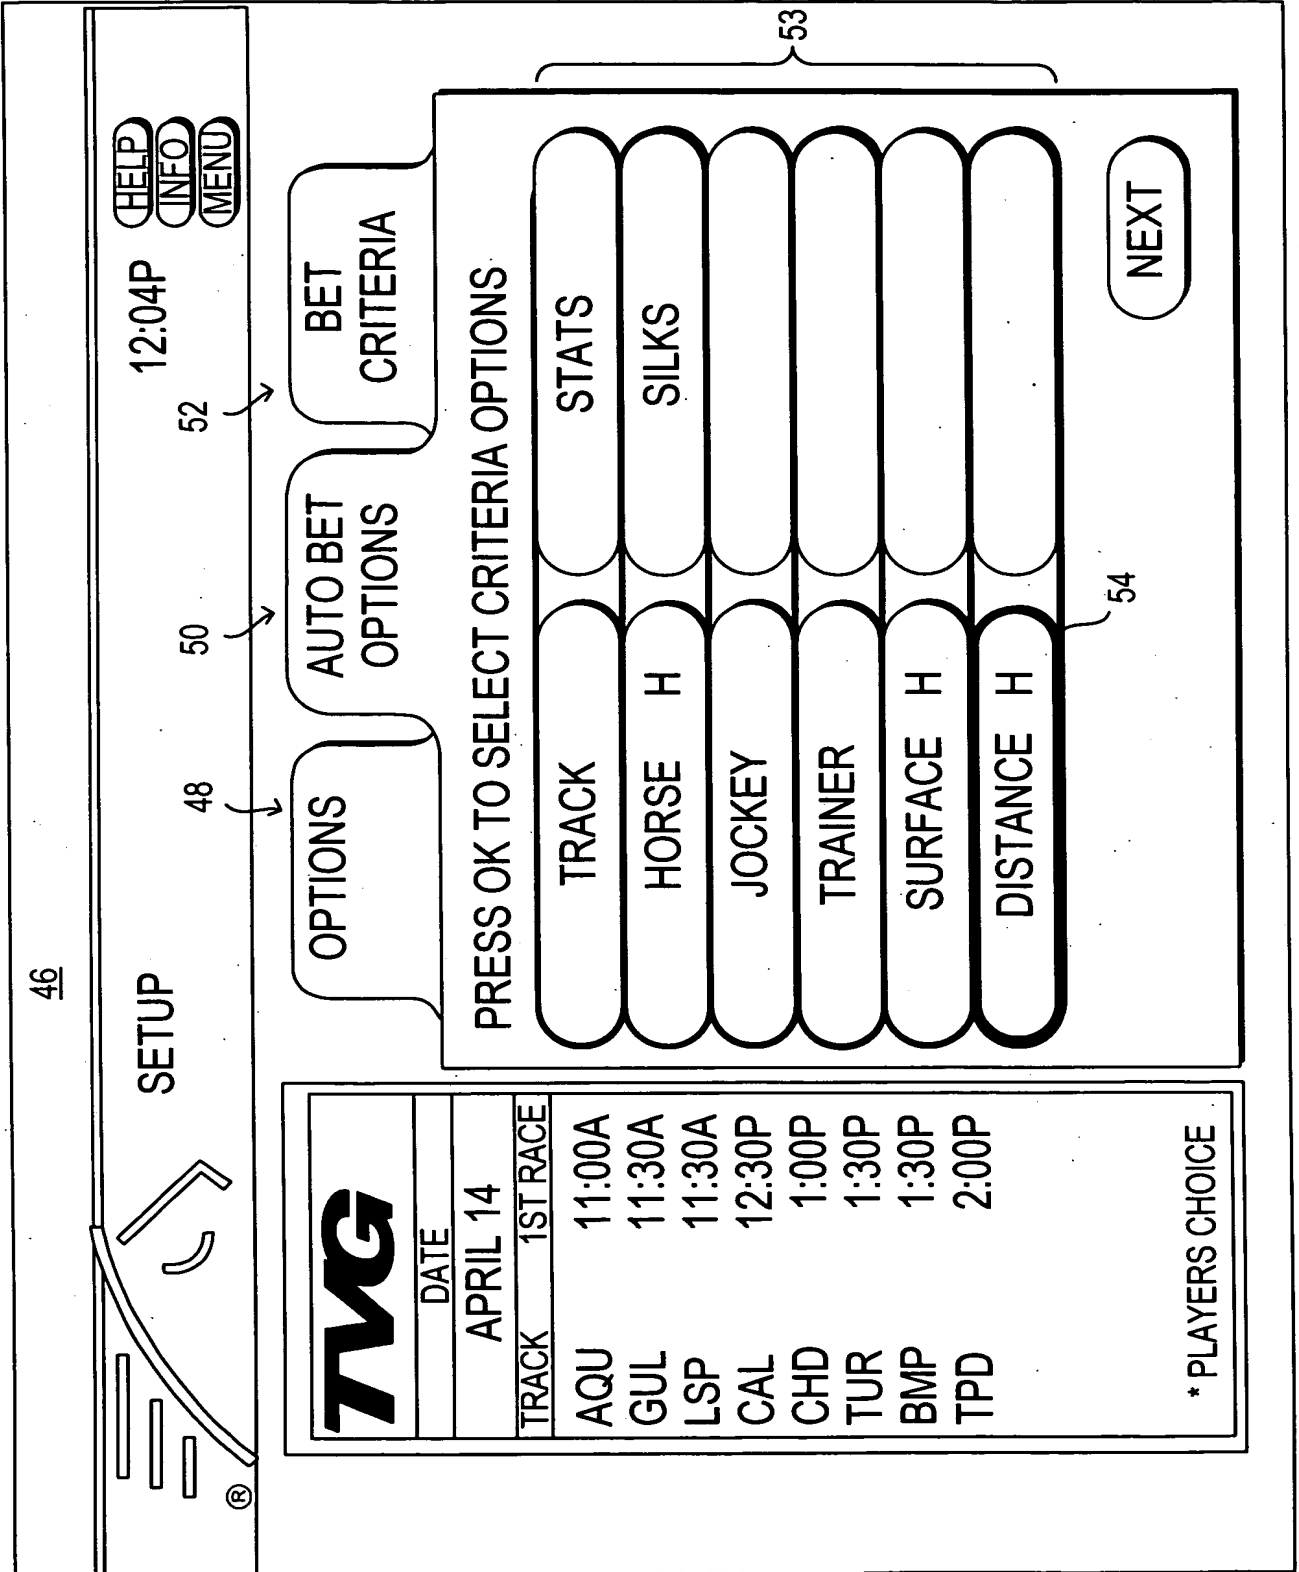 46
SETUP
12:04P
HELP
INFO
MENU
®
48
50
52
TVG
DATE
APRIL 14
TRACK 1ST RACE
AQU 11:00A
GUL 11:30A
LSP 11:30A
CAL 12:30P
CHD 1:00P
TUR 1:30P
BMP 1:30P
TPD 2:00P
* PLAYERS CHOICE
OPTIONS
AUTO BET
OPTIONS
BET
CRITERIA
PRESS OK TO SELECT CRITERIA OPTIONS
TRACK STATS
HORSE H SILKS
JOCKEY
TRAINER
SURFACE H
DISTANCE H
53
54
NEXT